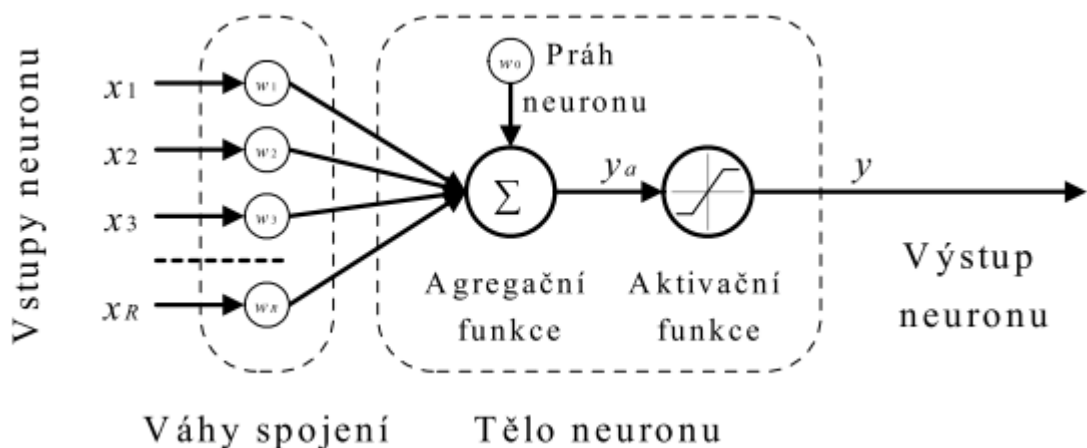 Vstupy neuronu
x1
x2
x3
xR
w1
w2
w3
wR
w0
Práh
neuronu
Σ
ya
y
Agregační
funkce
Aktivační
funkce
Výstup
neuronu
Váhy spojení
Tělo neuronu